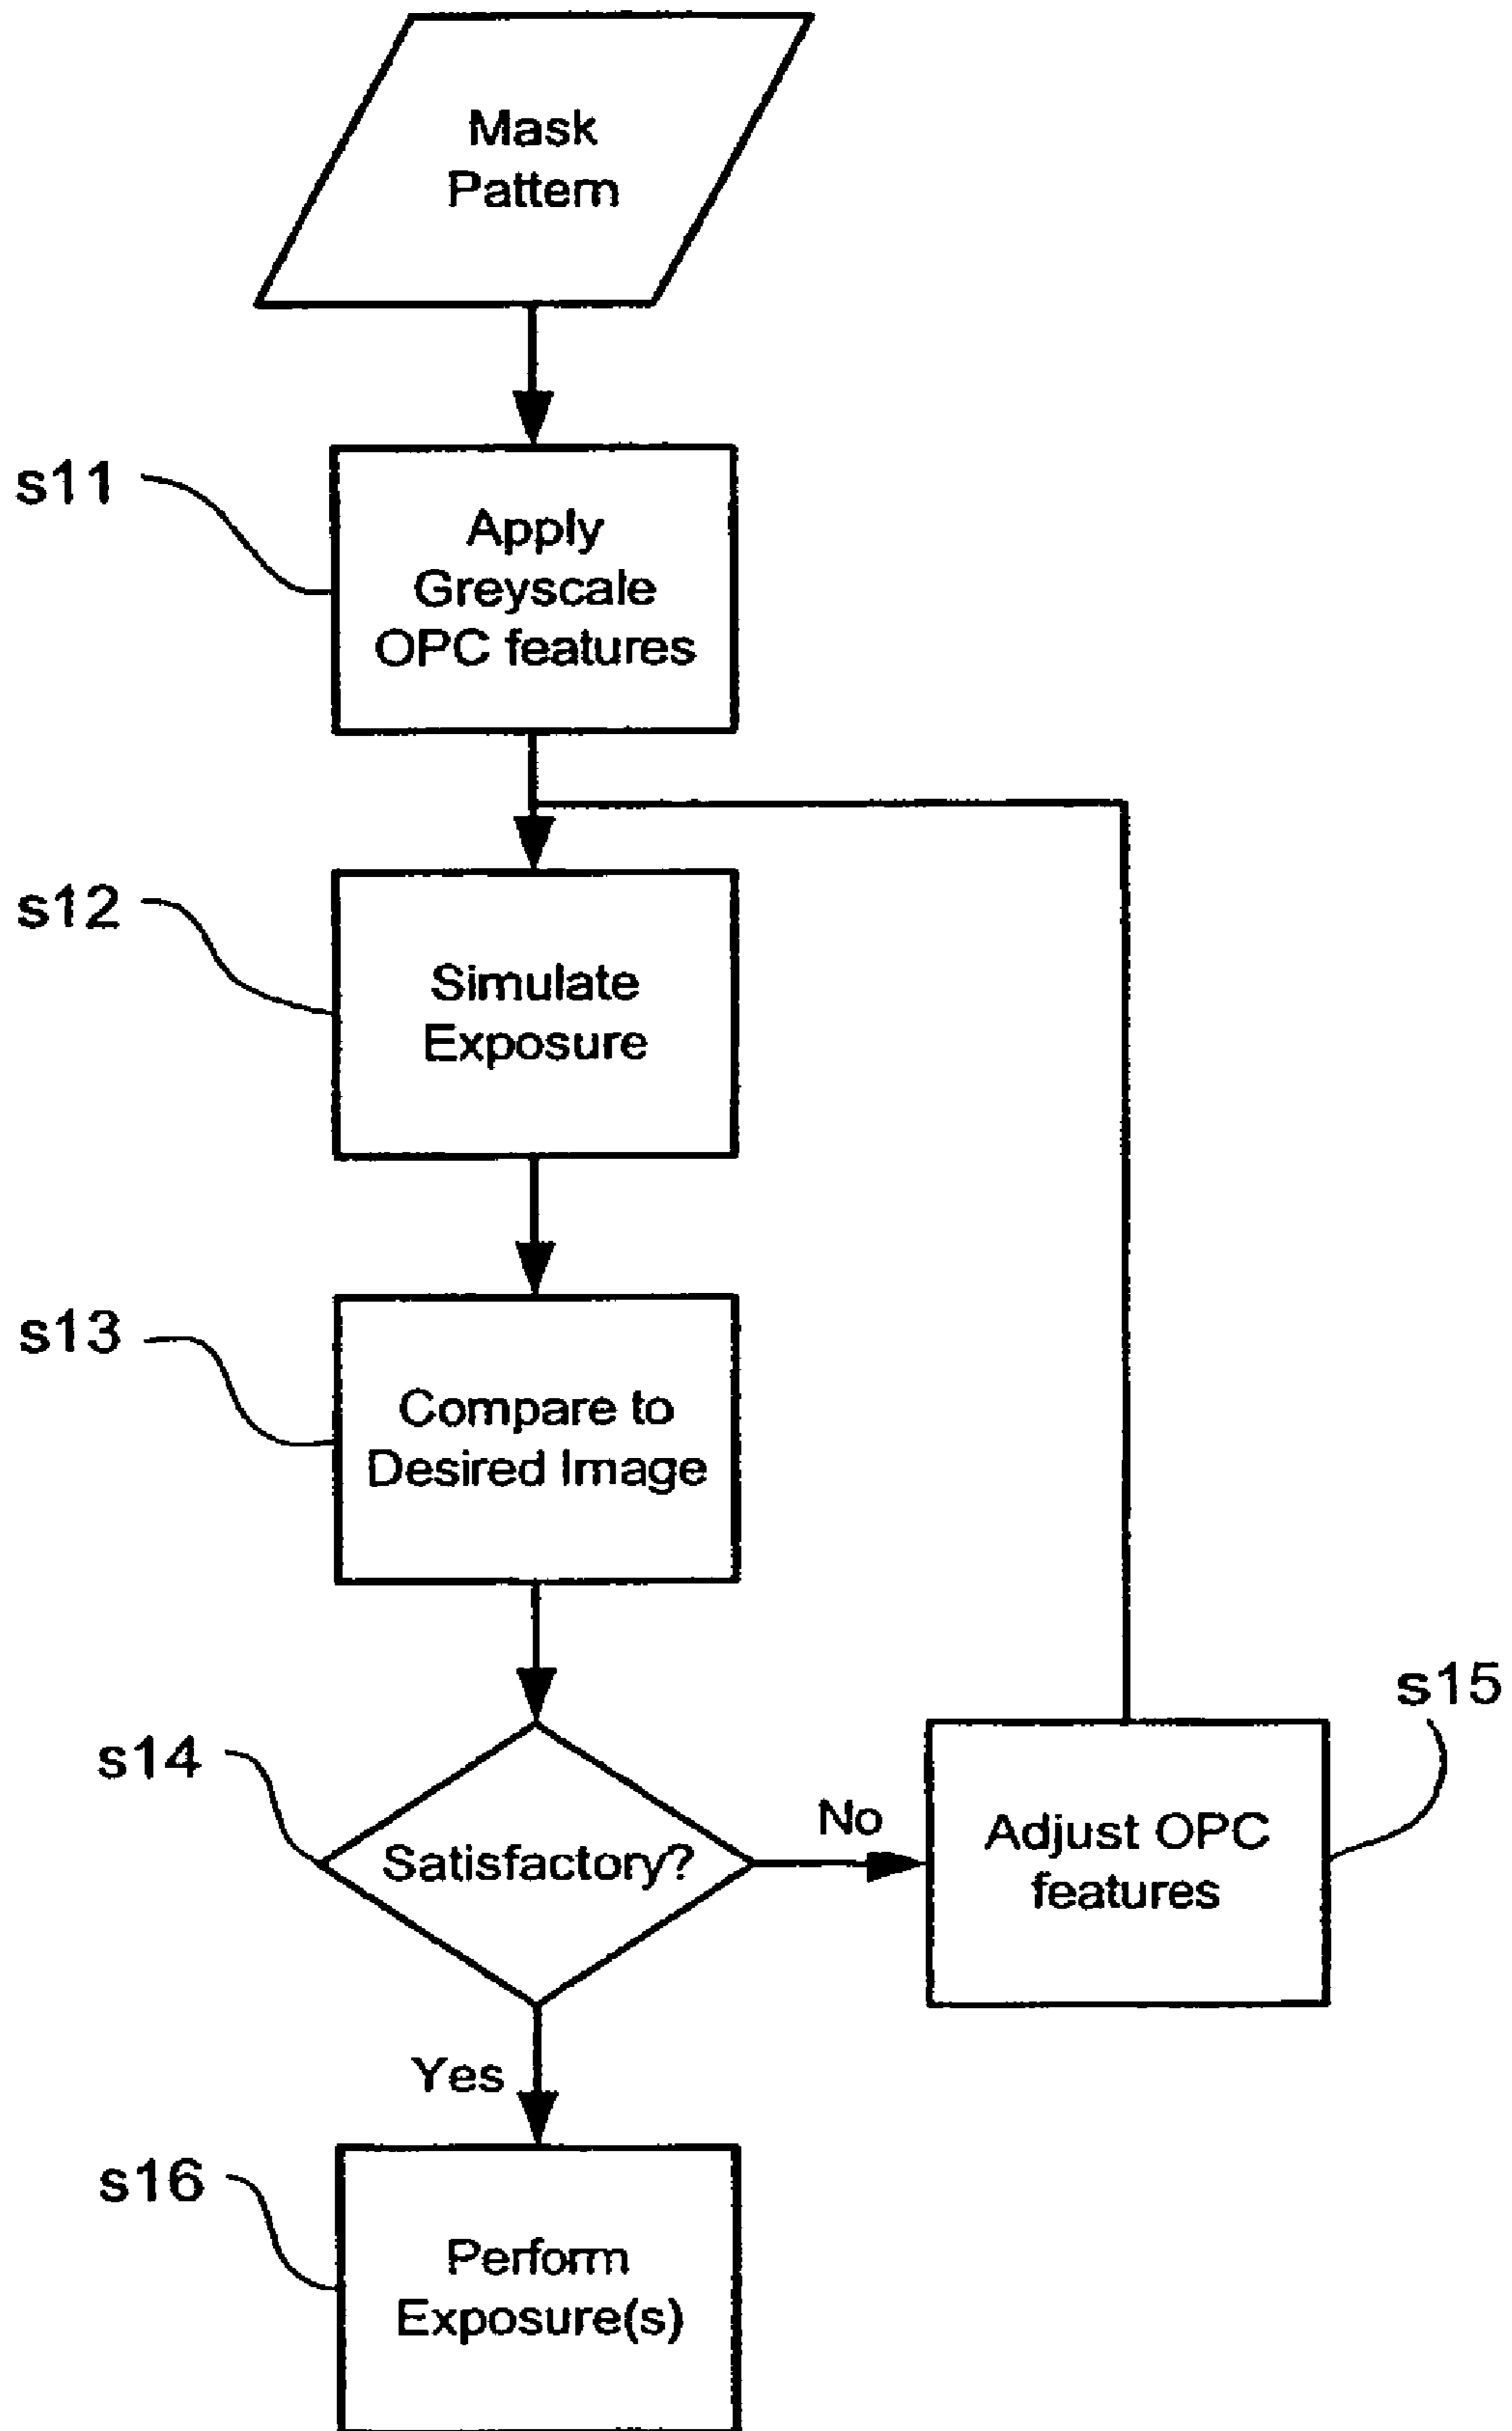 Mask
Pattern
s11
Apply
Greyscale
OPC features
s12
Simulate
Exposure
s13
Compare to
Desired Image
s14
Satisfactory?
No
s15
Adjust OPC
features
Yes
s16
Perform
Exposure(s)